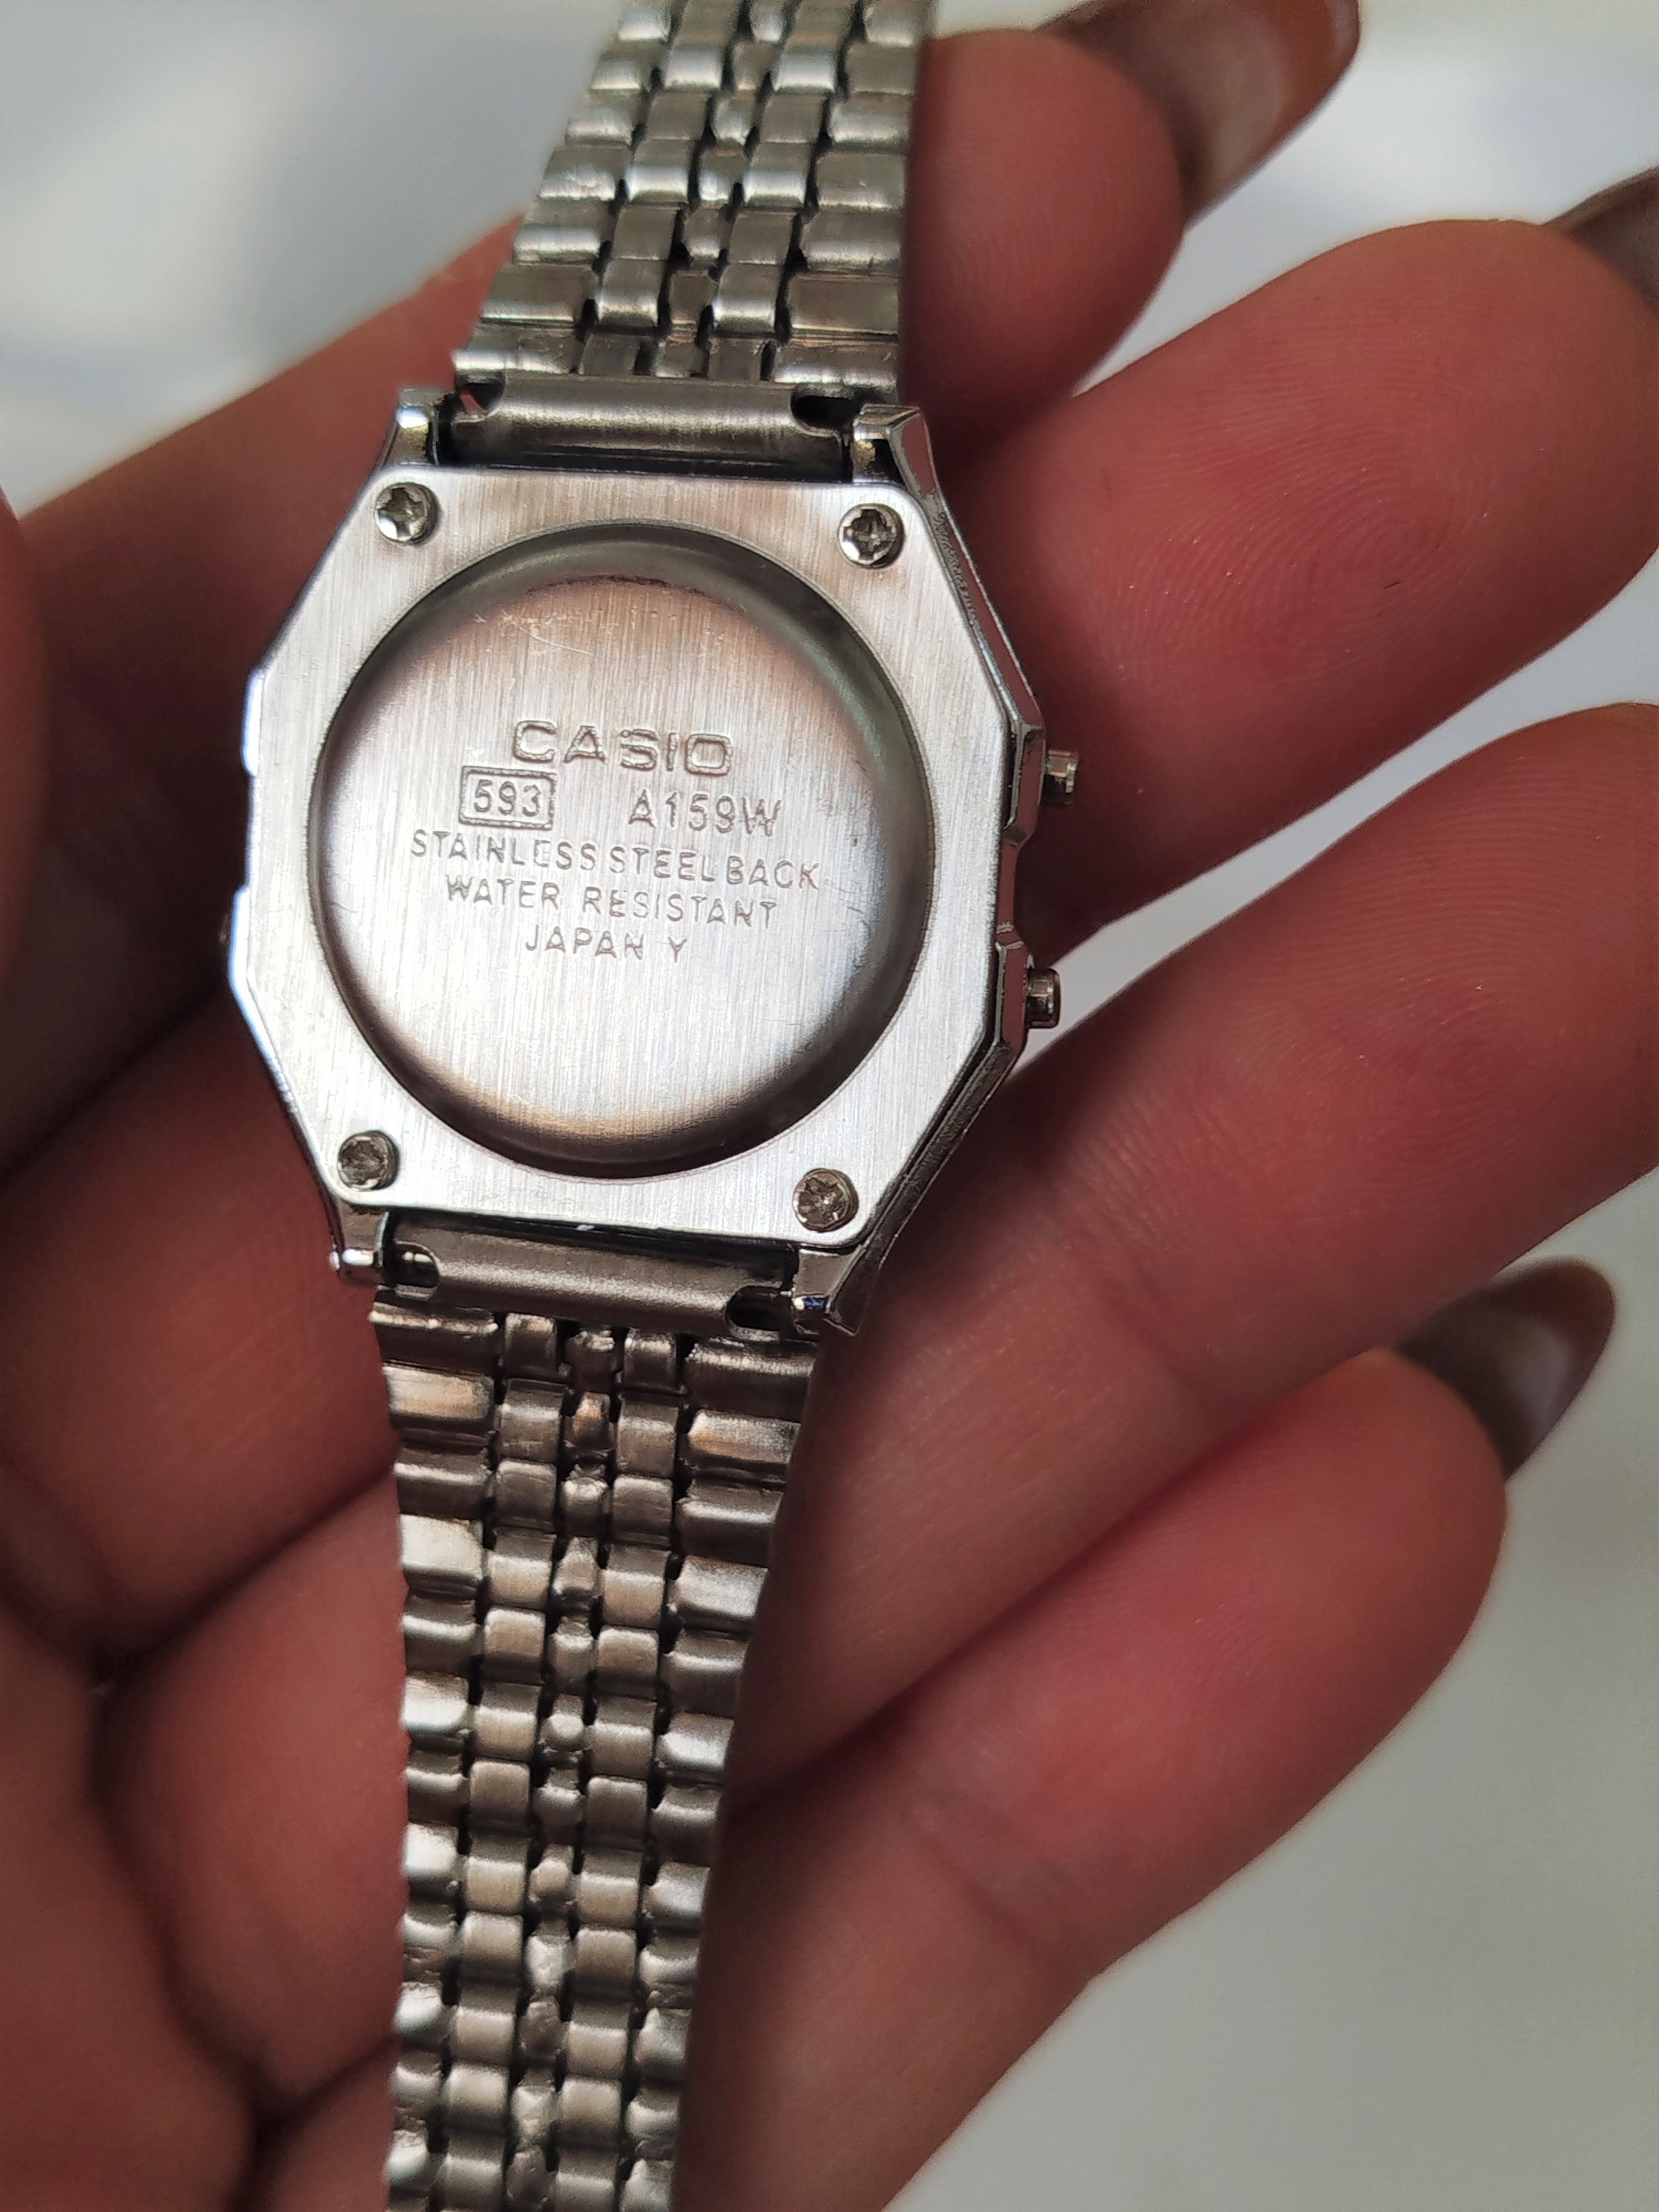 CASIO
593 A159W
STAINLESS STEEL BACK
WATER RESISTANT
JAPAN Y